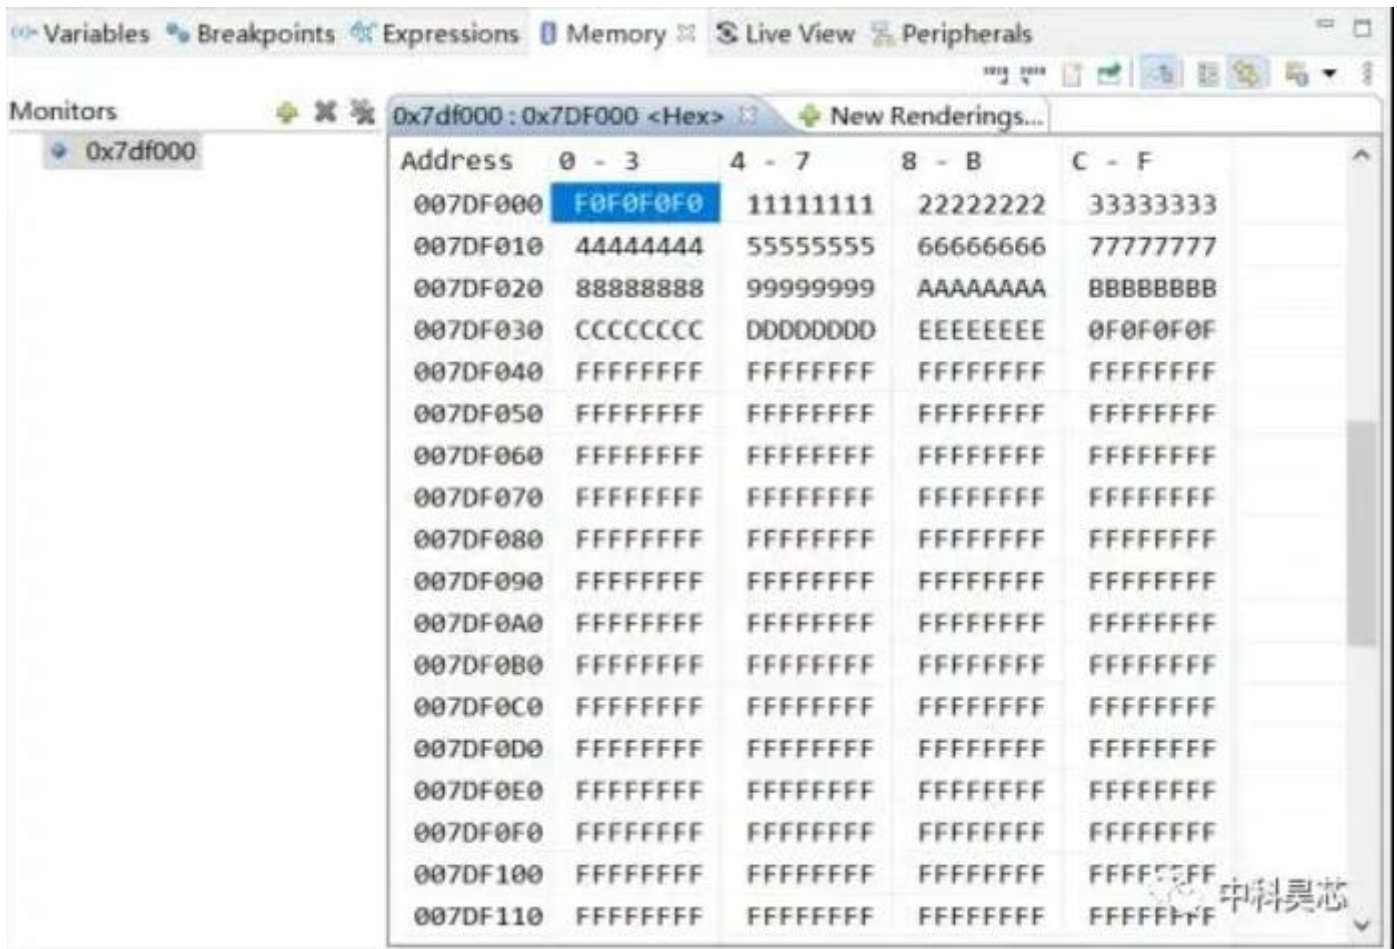 Variables Breakpoints Expressions Memory Live View Peripherals
Monitors
0x7df000
0x7df000 : 0x7DF000 <Hex> New Renderings...
Address 0 - 3 4 - 7 8 - B C - F
007DF000 F0F0F0F0 11111111 22222222 33333333
007DF010 44444444 55555555 66666666 77777777
007DF020 88888888 99999999 AAAAAAAA BBBBBBBB
007DF030 CCCCCCCC DDDDDDDD EEEEEEEE 0F0F0F0F
007DF040 FFFFFFFF FFFFFFFF FFFFFFFF FFFFFFFF
007DF050 FFFFFFFF FFFFFFFF FFFFFFFF FFFFFFFF
007DF060 FFFFFFFF FFFFFFFF FFFFFFFF FFFFFFFF
007DF070 FFFFFFFF FFFFFFFF FFFFFFFF FFFFFFFF
007DF080 FFFFFFFF FFFFFFFF FFFFFFFF FFFFFFFF
007DF090 FFFFFFFF FFFFFFFF FFFFFFFF FFFFFFFF
007DF0A0 FFFFFFFF FFFFFFFF FFFFFFFF FFFFFFFF
007DF0B0 FFFFFFFF FFFFFFFF FFFFFFFF FFFFFFFF
007DF0C0 FFFFFFFF FFFFFFFF FFFFFFFF FFFFFFFF
007DF0D0 FFFFFFFF FFFFFFFF FFFFFFFF FFFFFFFF
007DF0E0 FFFFFFFF FFFFFFFF FFFFFFFF FFFFFFFF
007DF0F0 FFFFFFFF FFFFFFFF FFFFFFFF FFFFFFFF
007DF100 FFFFFFFF FFFFFFFF FFFFFFFF FFFFFFFF
007DF110 FFFFFFFF FFFFFFFF FFFFFFFF FFFFFFFF
中科昊芯